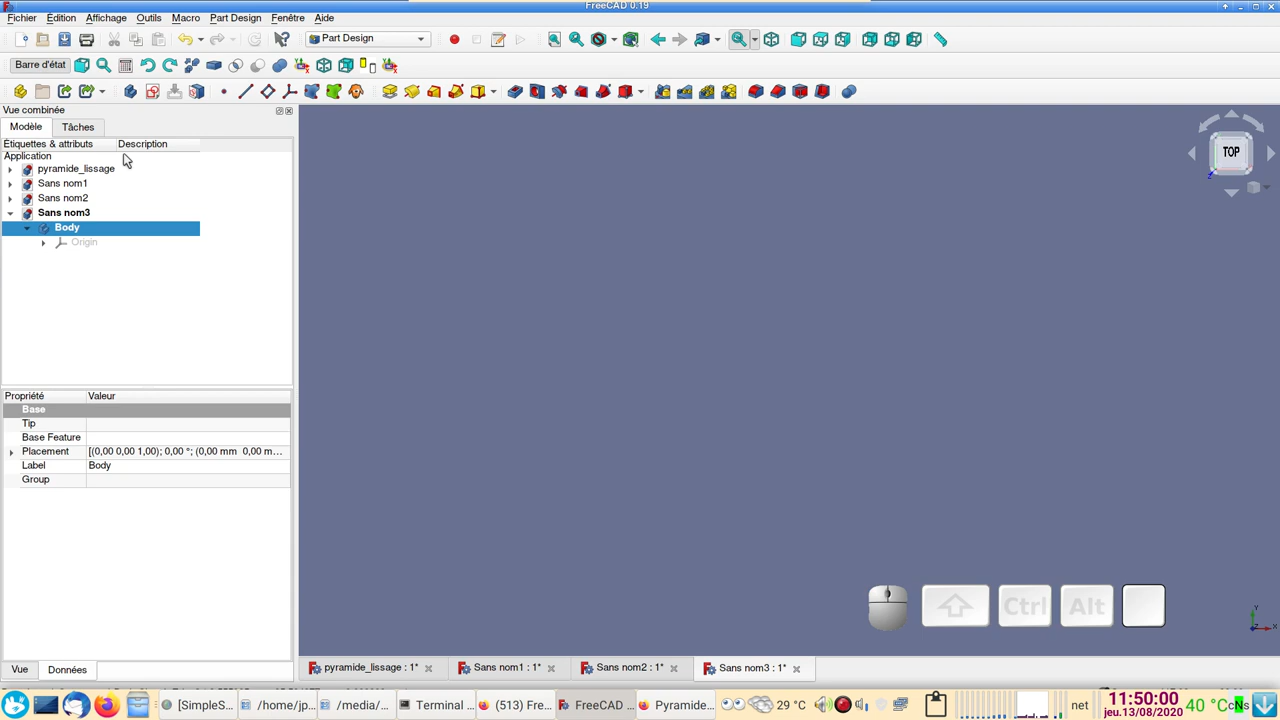 FreeCAD 0.19
Fichier Édition Affichage Outils Macro Part Design Fenêtre Aide
Part Design
Barre d'état
Vue combinée
Modèle Tâches
Étiquettes & attributs Description
Application
pyramide_lissage
Sans nom1
Sans nom2
Sans nom3
Body
Origin
TOP
Propriété Valeur
Base
Tip
Base Feature
Placement [(0,00 0,00 1,00); 0,00 °; (0,00 mm 0,00 m...
Label Body
Group
Ctrl Alt
Vue Données
pyramide_lissage : 1* Sans nom1 : 1* Sans nom2 : 1* Sans nom3 : 1*
[SimpleS... /home/jp... /media/... Terminal ... (513) Fre... FreeCAD ... Pyramide... 29 °C net 11:50:00 40 °C
jeu.13/08/2020